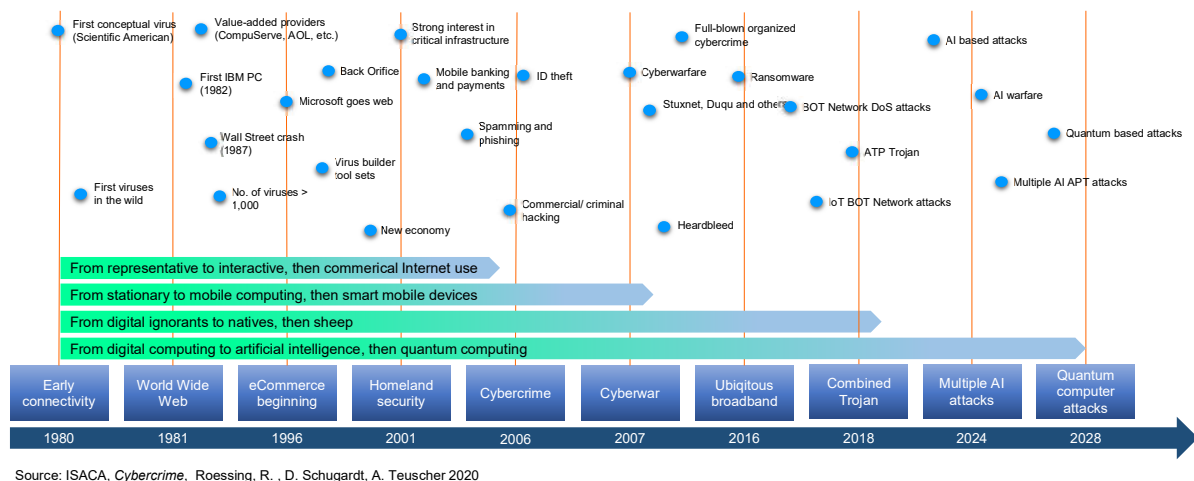 First conceptual virus
(Scientific American)
Value-added providers
(CompuServe, AOL, etc.)
Strong interest in
critical infrastructure
Full-blown organized
cybercrime
AI based attacks
First IBM PC
(1982)
Back Orifice
Mobile banking
and payments
ID theft
Cyberwarfare
Ransomware
Microsoft goes web
Stuxnet, Duqu and others
BOT Network DoS attacks
AI warfare
Wall Street crash
(1987)
Spamming and
phishing
Quantum based attacks
Virus builder
tool sets
ATP Trojan
First viruses
in the wild
No. of viruses >
1,000
Multiple AI APT attacks
New economy
Commercial/ criminal
hacking
Heardbleed
IoT BOT Network attacks
From representative to interactive, then commerical Internet use
From stationary to mobile computing, then smart mobile devices
From digital ignorants to natives, then sheep
From digital computing to artificial intelligence, then quantum computing
Early
connectivity
World Wide
Web
eCommerce
beginning
Homeland
security
Cybercrime
Cyberwar
Ubiqitous
broadband
Combined
Trojan
Multiple AI
attacks
Quantum
computer
attacks
1980 1981 1996 2001 2006 2007 2016 2018 2024 2028
Source: ISACA, Cybercrime, Roessing, R. , D. Schugardt, A. Teuscher 2020